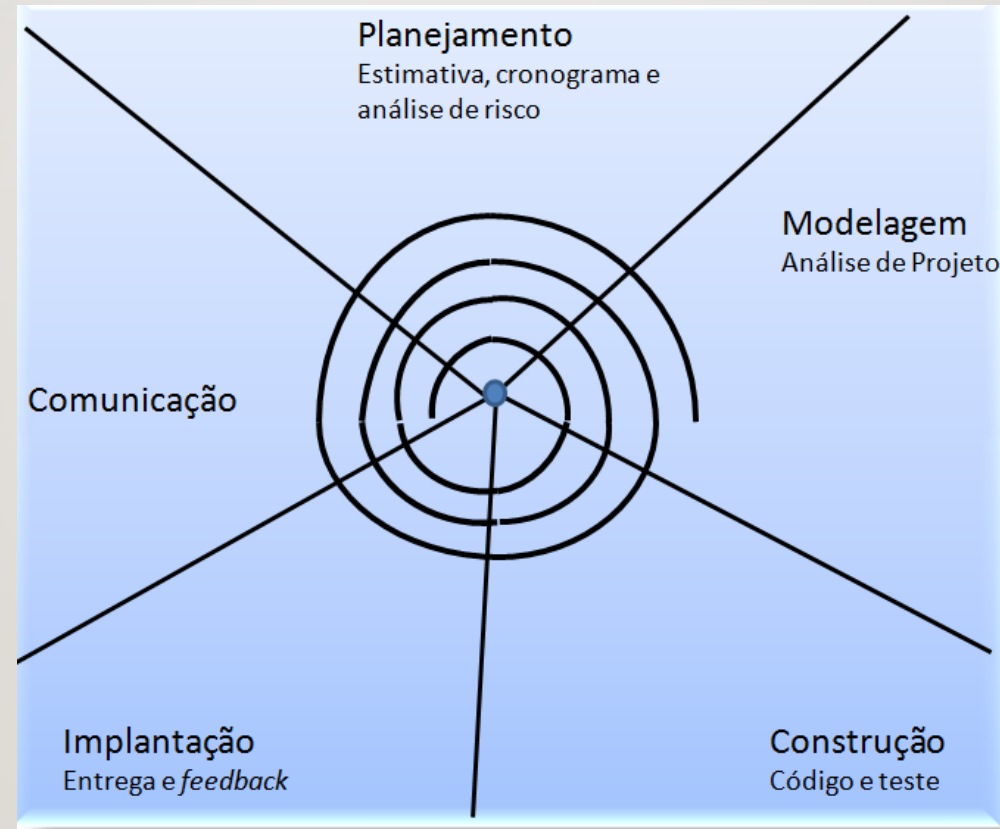 Planejamento
Estimativa, cronograma e
análise de risco
Modelagem
Análise de Projeto
Comunicação
Implantação
Entrega e feedback
Construção
Código e teste